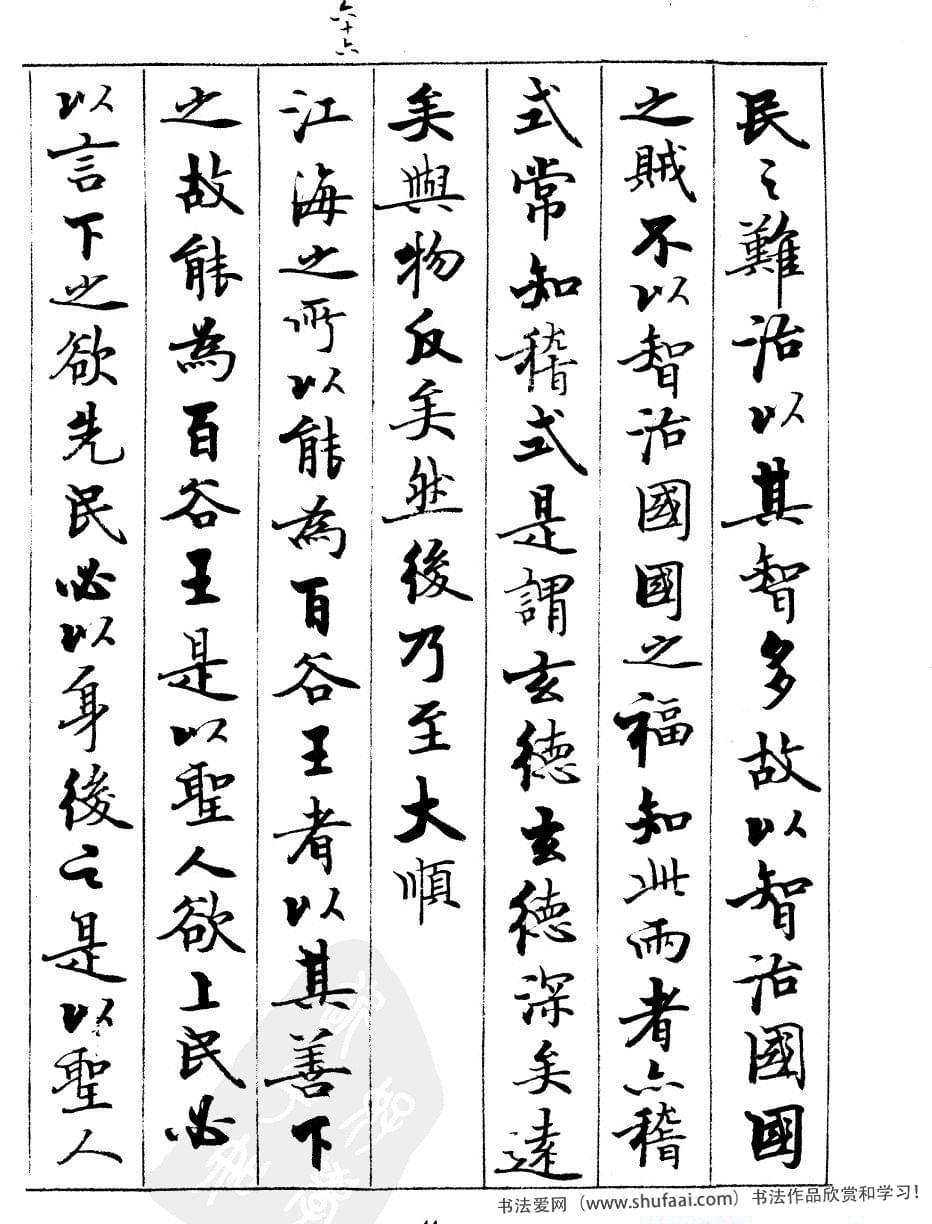 民之難治以其智多故以智治國國
之賊不以智治國國之福知此兩者亦稽
式常知稽式是謂玄德玄德深矣遠
矣與物反矣然後乃至大順
六十六
江海之所以能為百谷王者以其善下
之故能為百谷王是以聖人欲上民必
以言下之欲先民必以身後之是以聖人
书法爱网（www.shufaai.com）书法作品欣赏和学习！